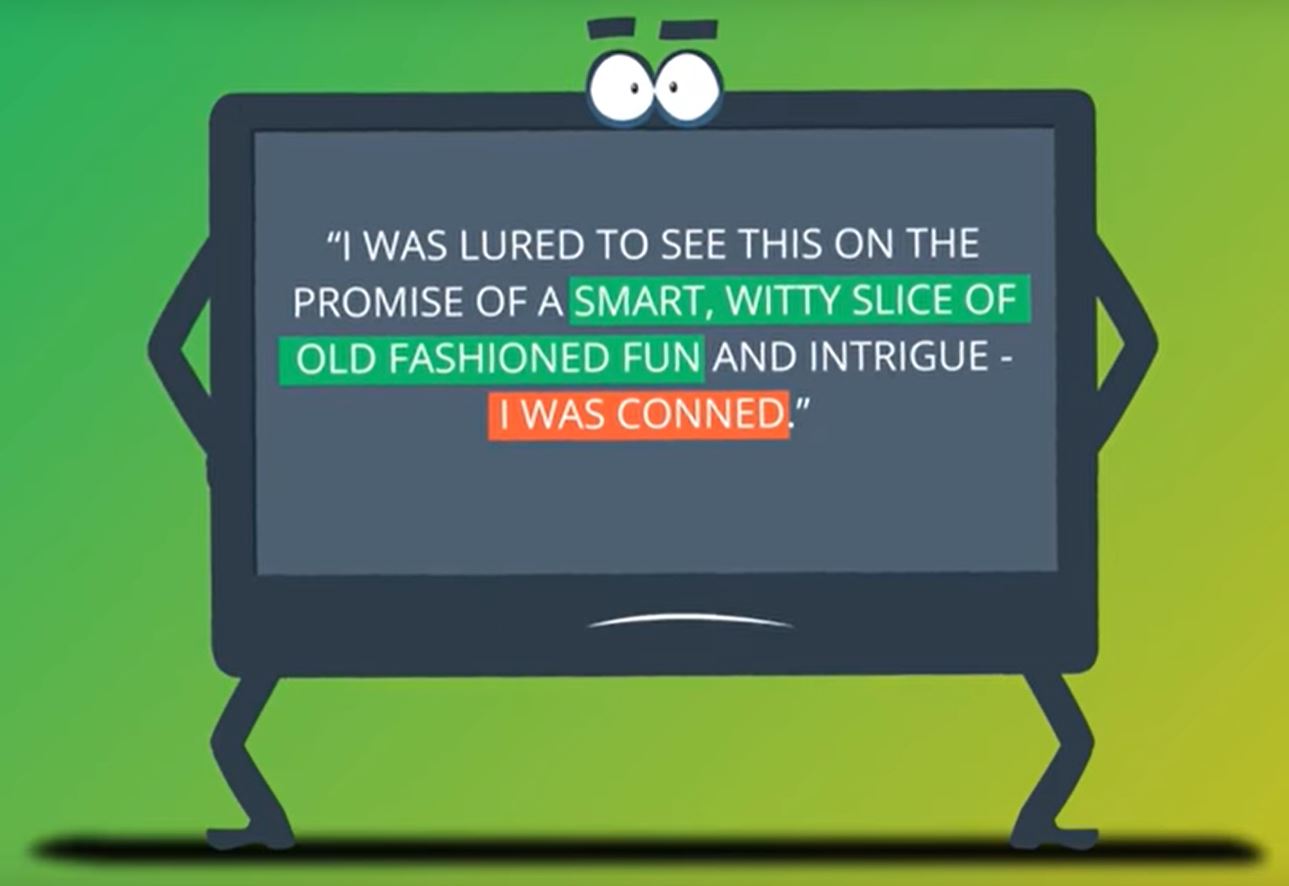 “I WAS LURED TO SEE THIS ON THE
PROMISE OF A SMART, WITTY SLICE OF
OLD FASHIONED FUN AND INTRIGUE -
I WAS CONNED.”